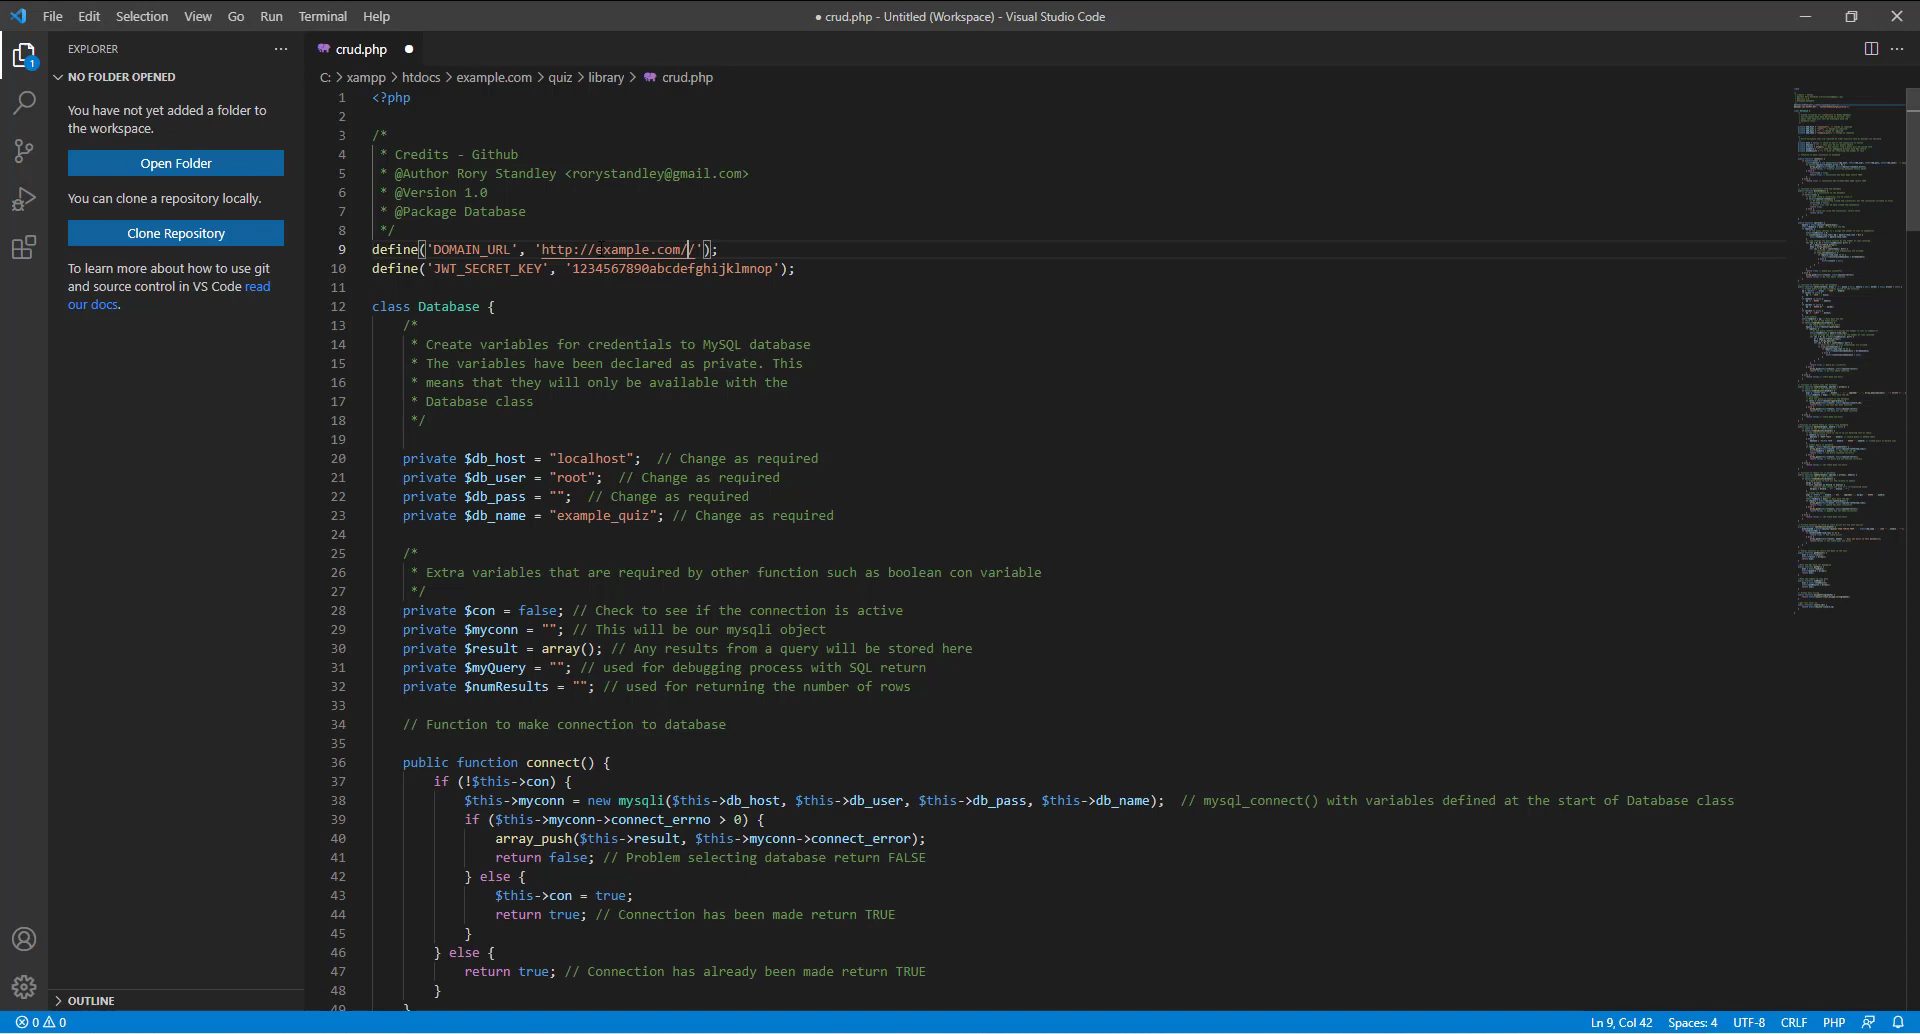 File Edit Selection View Go Run Terminal Help
● crud.php - Untitled (Workspace) - Visual Studio Code
EXPLORER
NO FOLDER OPENED
You have not yet added a folder to
the workspace.
Open Folder
You can clone a repository locally.
Clone Repository
To learn more about how to use git
and source control in VS Code read
our docs.
OUTLINE
1
crud.php
C: > xampp > htdocs > example.com > quiz > library > crud.php
1 <?php
2
3 /*
4 * Credits - Github
5 * @Author Rory Standley <rorystandley@gmail.com>
6 * @Version 1.0
7 * @Package Database
8 */
9 define('DOMAIN_URL', 'http://example.com//');
10 define('JWT_SECRET_KEY', '1234567890abcdefghijklmnop');
11
12 class Database {
13 /*
14 * Create variables for credentials to MySQL database
15 * The variables have been declared as private. This
16 * means that they will only be available with the
17 * Database class
18 */
19
20 private $db_host = "localhost";  // Change as required
21 private $db_user = "root";  // Change as required
22 private $db_pass = "";  // Change as required
23 private $db_name = "example_quiz"; // Change as required
24
25 /*
26 * Extra variables that are required by other function such as boolean con variable
27 */
28 private $con = false; // Check to see if the connection is active
29 private $myconn = ""; // This will be our mysqli object
30 private $result = array(); // Any results from a query will be stored here
31 private $myQuery = ""; // used for debugging process with SQL return
32 private $numResults = ""; // used for returning the number of rows
33
34 // Function to make connection to database
35
36 public function connect() {
37 if (!$this->con) {
38 $this->myconn = new mysqli($this->db_host, $this->db_user, $this->db_pass, $this->db_name);  // mysql_connect() with variables defined at the start of Database class
39 if ($this->myconn->connect_errno > 0) {
40 array_push($this->result, $this->myconn->connect_error);
41 return false; // Problem selecting database return FALSE
42 } else {
43 $this->con = true;
44 return true; // Connection has been made return TRUE
45 }
46 } else {
47 return true; // Connection has already been made return TRUE
48 }
49 }
0 0
Ln 9, Col 42 Spaces: 4 UTF-8 CRLF PHP